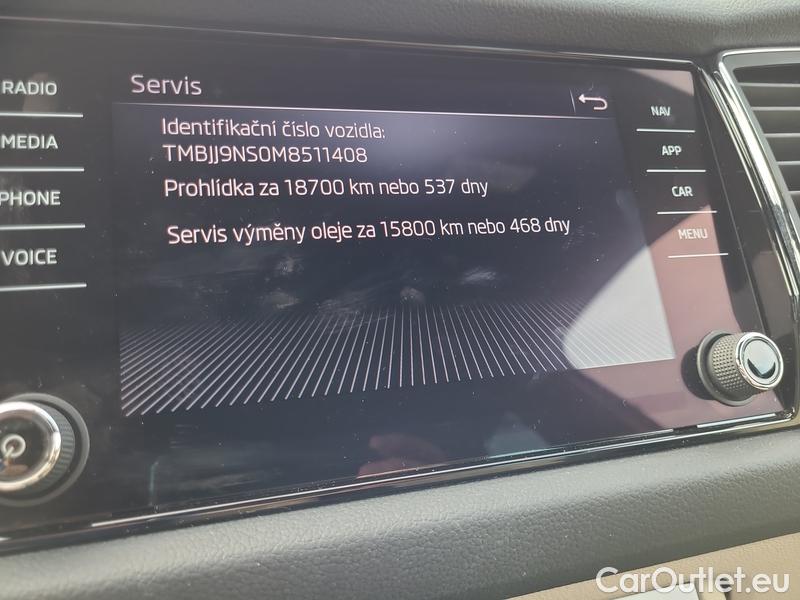 Servis
RADIO
MEDIA
PHONE
VOICE
Identifikační číslo vozidla:
TMBJJ9NS0M8511408
Prohlídka za 18700 km nebo 537 dny
Servis výměny oleje za 15800 km nebo 468 dny
NAV
APP
CAR
MENU
CarOutlet.eu